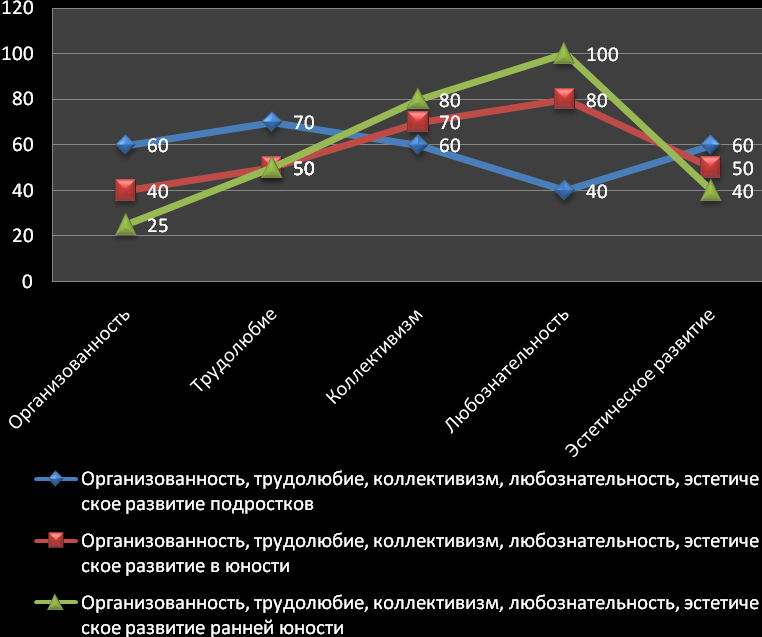 120
100
80
60
40
20
0
60
70
60
40
60
40
50
70
80
50
25
50
80
100
40
Организованность
Трудолюбие
Коллективизм
Любознательность
Эстетическое развитие
Организованность, трудолюбие, коллективизм, любознательность, эстетиче
ское развитие подростков
Организованность, трудолюбие, коллективизм, любознательность, эстетиче
ское развитие в юности
Организованность, трудолюбие, коллективизм, любознательность, эстетиче
ское развитие ранней юности